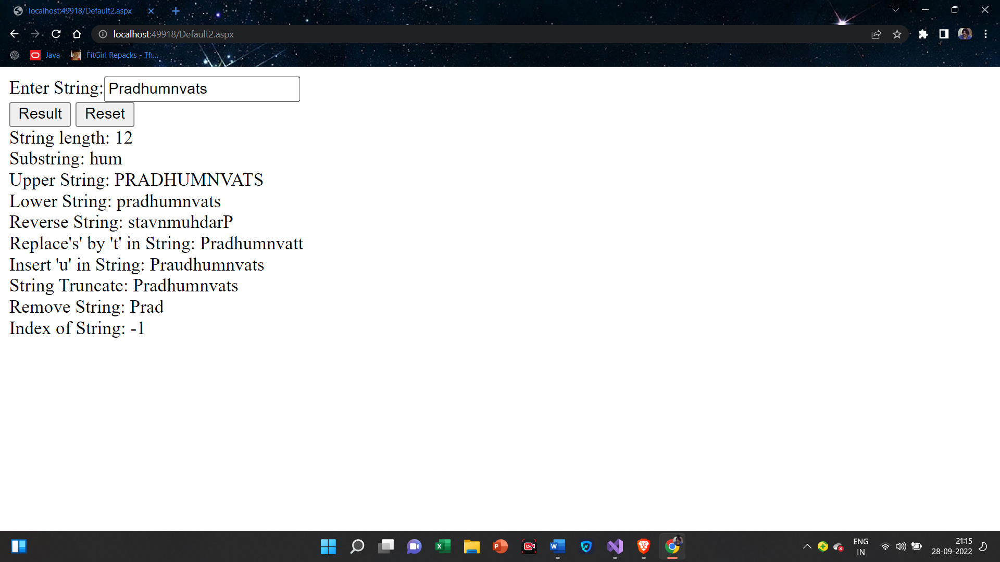 localhost:49918/Default2.aspx
localhost:49918/Default2.aspx
Java FitGirl Repacks - Th...
Enter String: Pradhumnvats
Result Reset
String length: 12
Substring: hum
Upper String: PRADHUMNVATS
Lower String: pradhumnvats
Reverse String: stavnmuhdarP
Replace's' by 't' in String: Pradhumnvatt
Insert 'u' in String: Praudhumnvats
String Truncate: Pradhumnvats
Remove String: Prad
Index of String: -1
ENG
IN
21:15
28-09-2022